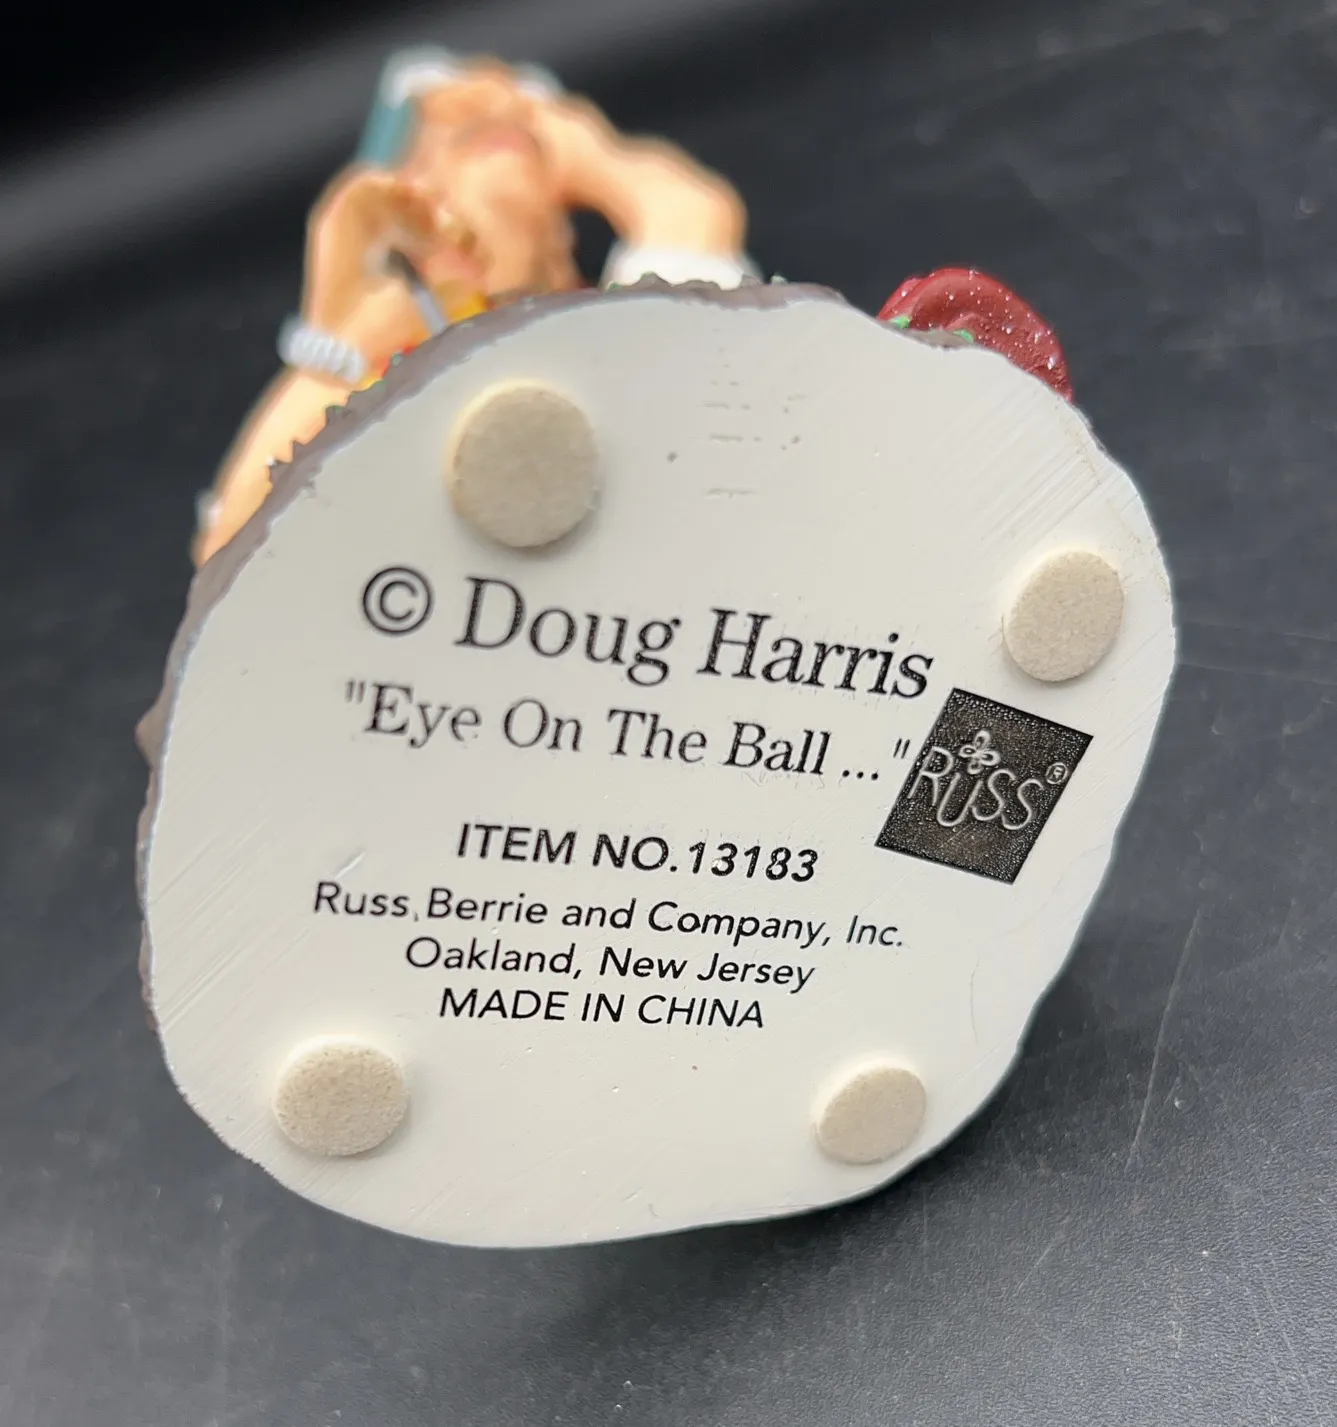 © Doug Harris
"Eye On The Ball ..."
RUSS®
ITEM NO.13183
Russ Berrie and Company, Inc.
Oakland, New Jersey
MADE IN CHINA